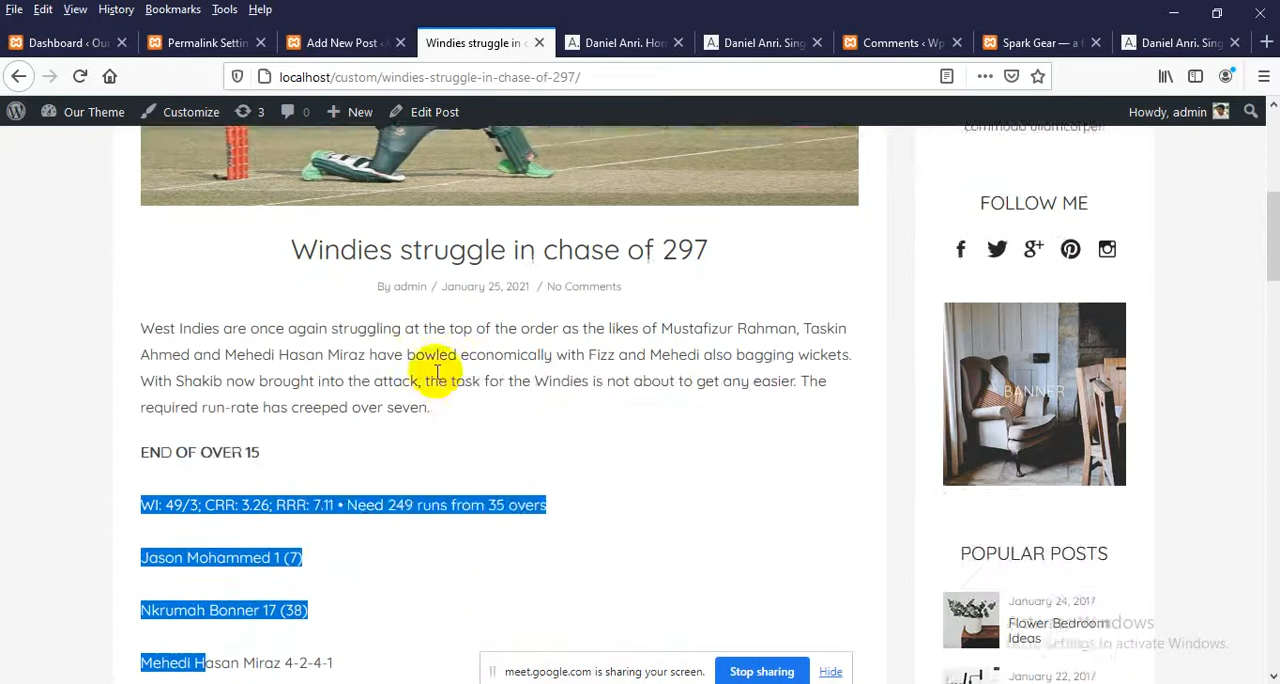 File Edit View History Bookmarks Tools Help
Dashboard ‹ Ou
Permalink Settin
Add New Post ‹
Windies struggle in c
A. Daniel Anri. Hor
A. Daniel Anri. Sing
Comments ‹ Wp
Spark Gear — a f
A. Daniel Anri. Sing
localhost/custom/windies-struggle-in-chase-of-297/
Our Theme Customize 3 0 New Edit Post Howdy, admin
commodo ullamcorper.
FOLLOW ME
Windies struggle in chase of 297
By admin / January 25, 2021 / No Comments
West Indies are once again struggling at the top of the order as the likes of Mustafizur Rahman, Taskin
Ahmed and Mehedi Hasan Miraz have bowled economically with Fizz and Mehedi also bagging wickets.
With Shakib now brought into the attack, the task for the Windies is not about to get any easier. The
required run-rate has creeped over seven.
BANNER
END OF OVER 15
WI: 49/3; CRR: 3.26; RRR: 7.11 • Need 249 runs from 35 overs
Jason Mohammed 1 (7)
Nkrumah Bonner 17 (38)
Mehedi Hasan Miraz 4-2-4-1
POPULAR POSTS
January 24, 2017
Flower Bedroom
Ideas
January 22, 2017
Windows
to activate Windows.
meet.google.com is sharing your screen. Stop sharing Hide